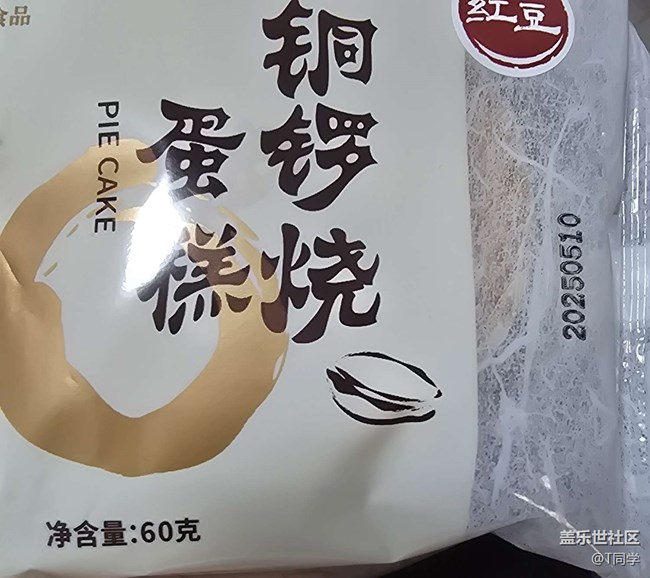 食品
红豆
铜锣烧
蛋糕
PIE CAKE
20250510
净含量:60克
盖乐世社区
@T同学